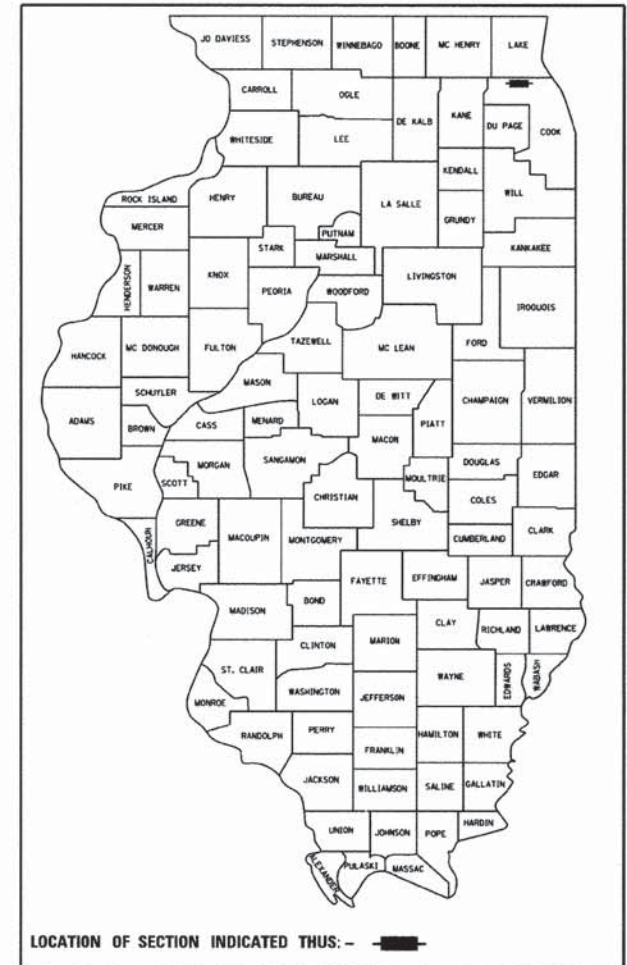 JO DAVIESS
STEPHENSON
WINNEBAGO
BOONE
MC HENRY
LAKE
CARROLL
OGLE
DE KALB
KANE
DU PAGE
COOK
WHITESIDE
LEE
KENDALL
WILL
ROCK ISLAND
HENRY
BUREAU
LA SALLE
GRUNDY
MERCER
PUTNAM
KANKAKEE
STARK
MARSHALL
HENDERSON
WARREN
KNOX
PEORIA
WOODFORD
LIVINGSTON
IROQUOIS
HANCOCK
MC DONOUGH
FULTON
TAZEWELL
MC LEAN
FORD
SCHUYLER
MASON
LOGAN
DE WITT
CHAMPAIGN
VERMILION
ADAMS
BROWN
CASS
MENARD
MACON
PIATT
PIKE
SCOTT
MORGAN
SANGAMON
CHRISTIAN
MOULTRIE
DOUGLAS
EDGAR
COLES
CALHOUN
GREENE
MACOUPIN
MONTGOMERY
SHELBY
CUMBERLAND
CLARK
JERSEY
FAYETTE
EFFINGHAM
JASPER
CRAWFORD
MADISON
BOND
CLAY
RICHLAND
LAWRENCE
CLINTON
MARION
ST. CLAIR
WAYNE
EDWARDS
WABASH
WASHINGTON
JEFFERSON
MONROE
RANDOLPH
PERRY
HAMILTON
WHITE
FRANKLIN
JACKSON
WILLIAMSON
SALINE
GALLATIN
UNION
JOHNSON
POPE
HARDIN
ALEXANDER
PULASKI
MASSAC
LOCATION OF SECTION INDICATED THUS: -